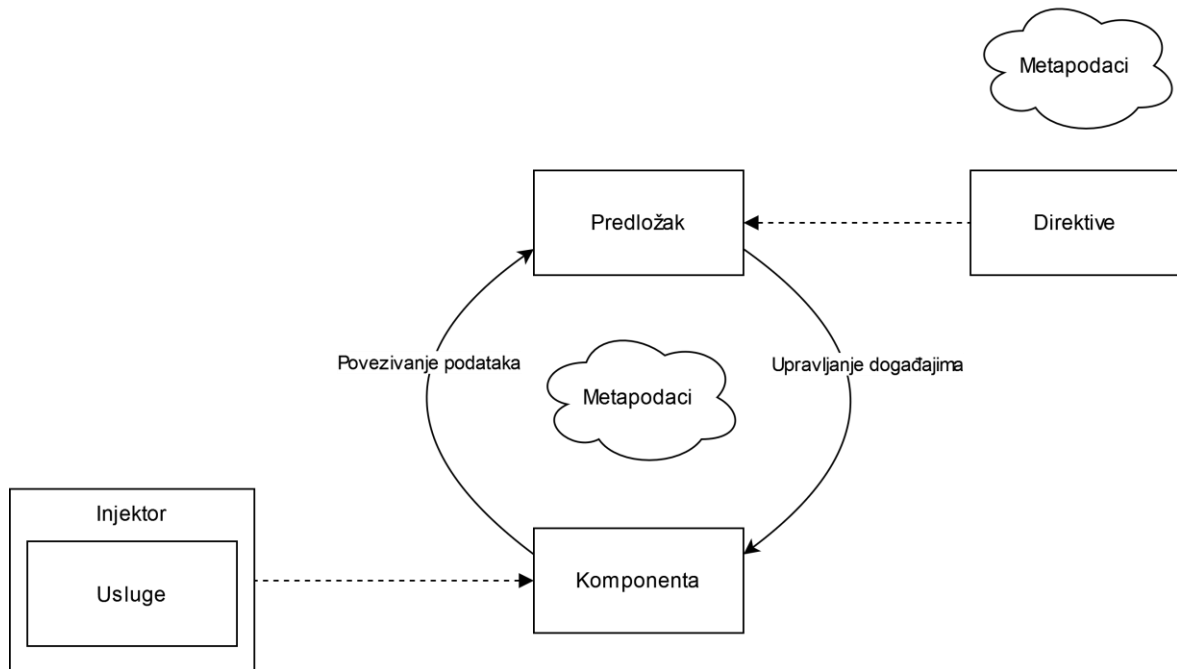 Metapodaci
Predložak
Direktive
Povezivanje podataka
Upravljanje događajima
Metapodaci
Injektor
Usluge
Komponenta